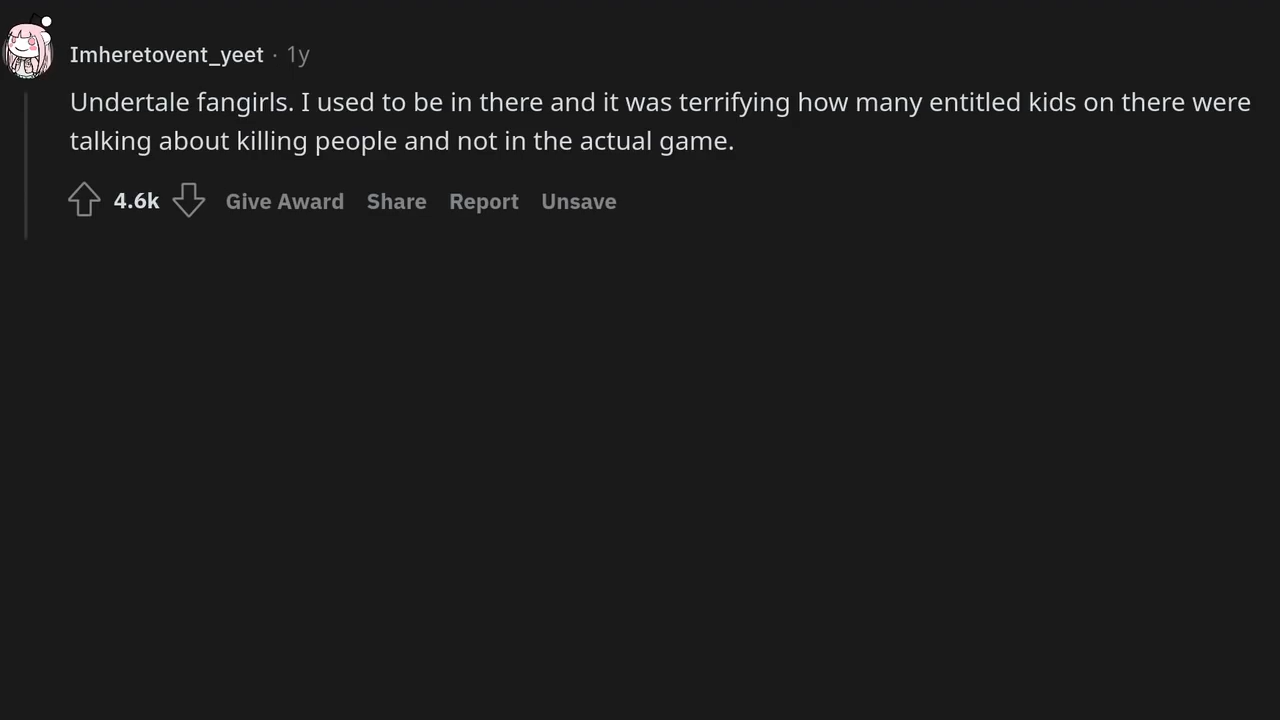 Imheretovent_yeet · 1y
Undertale fangirls. I used to be in there and it was terrifying how many entitled kids on there were
talking about killing people and not in the actual game.
4.6k Give Award Share Report Unsave